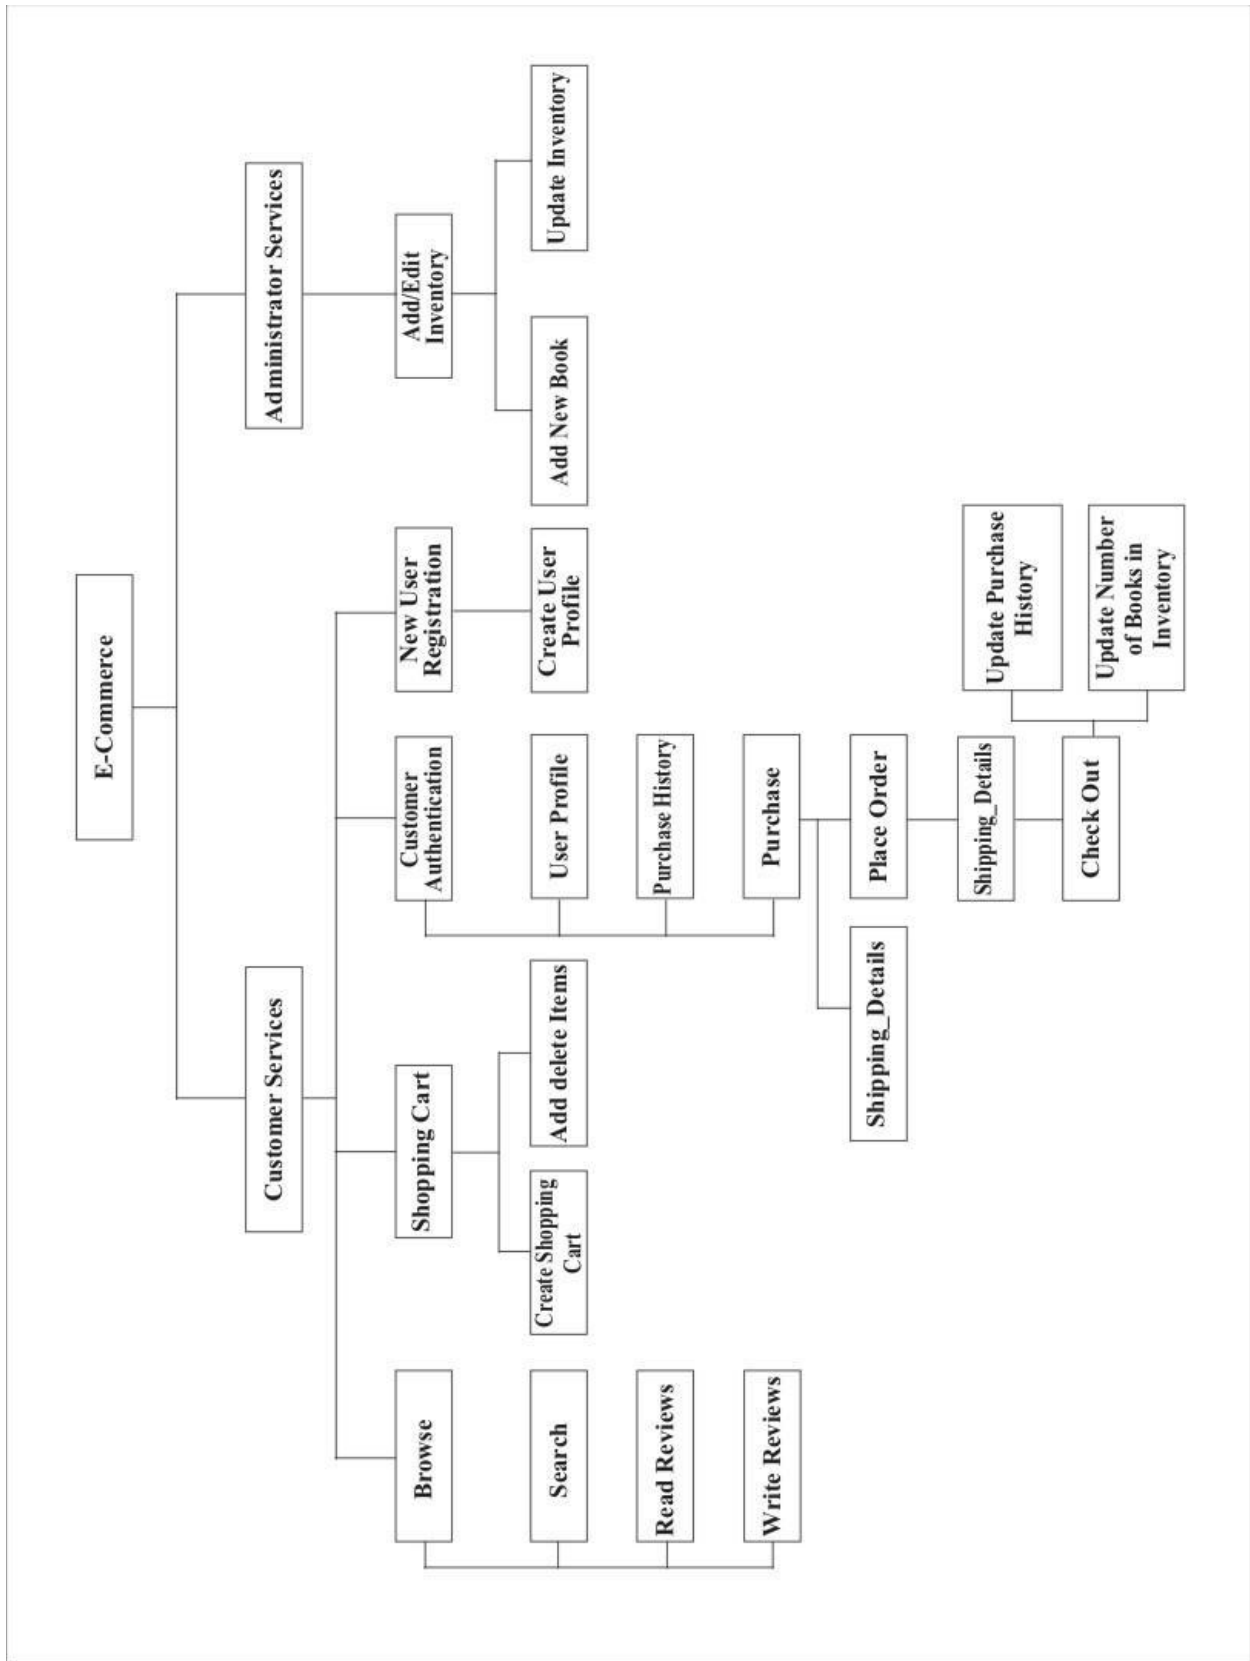 E-Commerce
Customer Services
Administrator Services
Browse
Shopping Cart
Customer
Authentication
New User
Registration
Add/Edit
Inventory
Search
Create Shopping
Cart
Add delete Items
User Profile
Create User
Profile
Add New Book
Update Inventory
Read Reviews
Purchase History
Write Reviews
Purchase
Shipping_Details
Place Order
Shipping_Details
Update Purchase
History
Check Out
Update Number
of Books in
Inventory